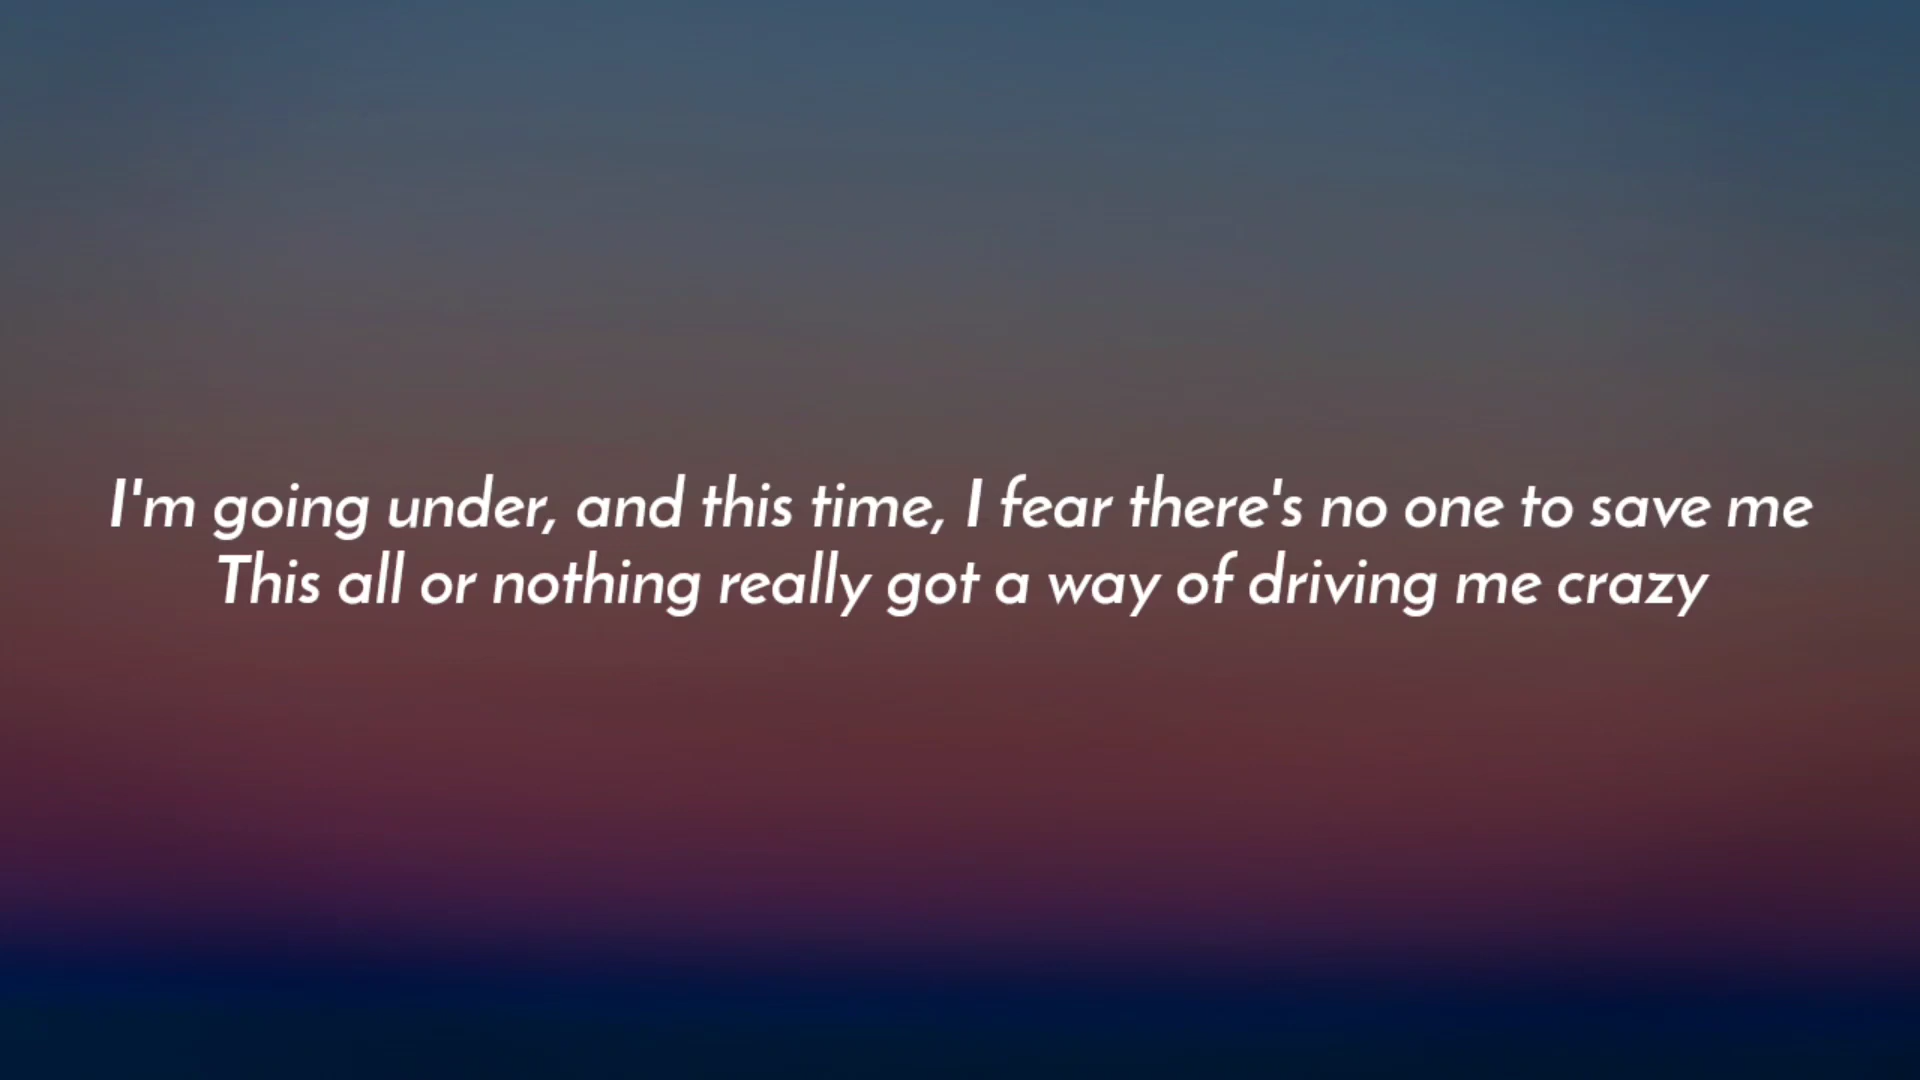 I'm going under, and this time, I fear there's no one to save me
This all or nothing really got a way of driving me crazy